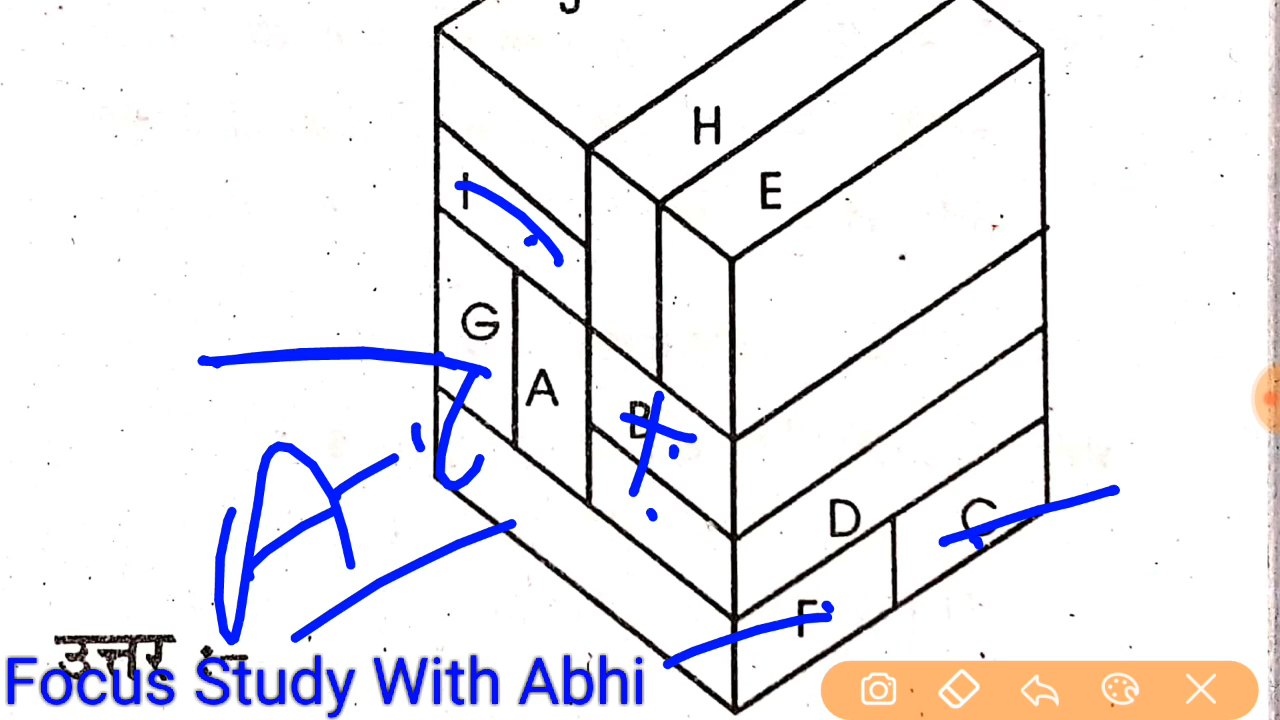 J
H
E
I
G
A
B
D
C
F
A
उत्तर :-
Focus Study With Abhi